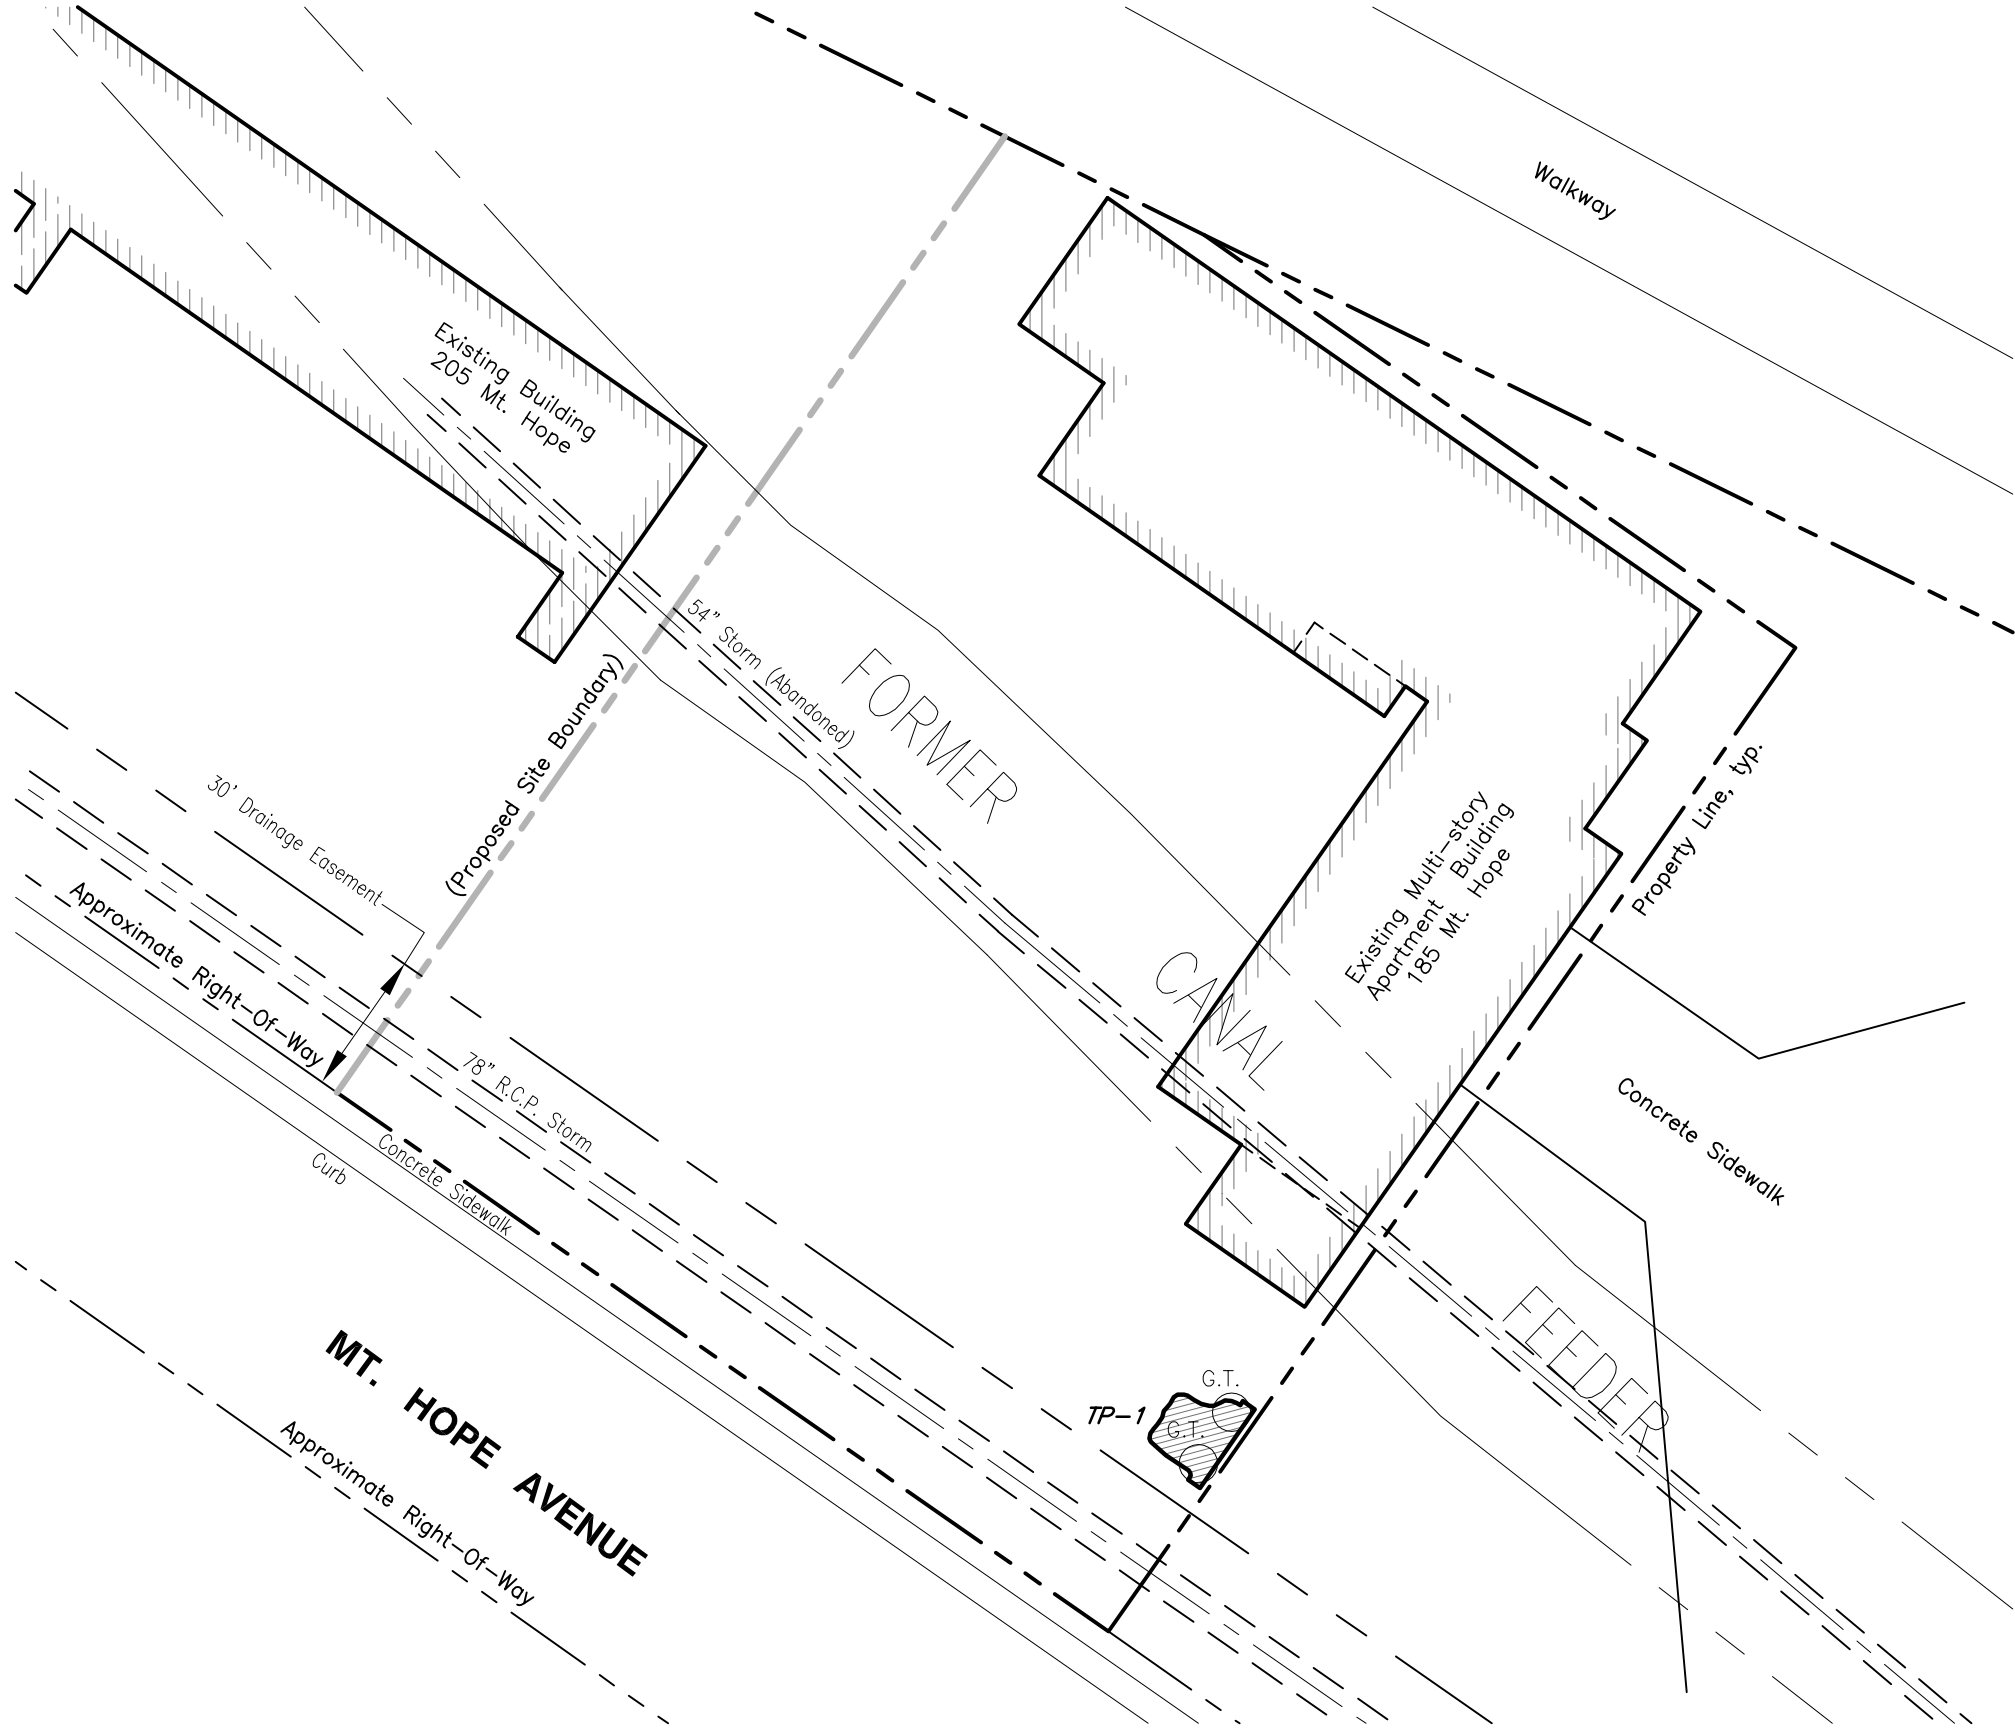 Walkway
Existing Building
205 Mt. Hope
54" Storm (Abandoned)
FORMER
CANAL
FEEDER
(Proposed Site Boundary)
30' Drainage Easement
Approximate Right-Of-Way
78" R.C.P. Storm
Concrete Sidewalk
Curb
Existing Multi-story
Apartment Building
185 Mt. Hope
Property Line, typ.
Concrete Sidewalk
G.T.
TP-1
G.T.
MT. HOPE AVENUE
Approximate Right-Of-Way